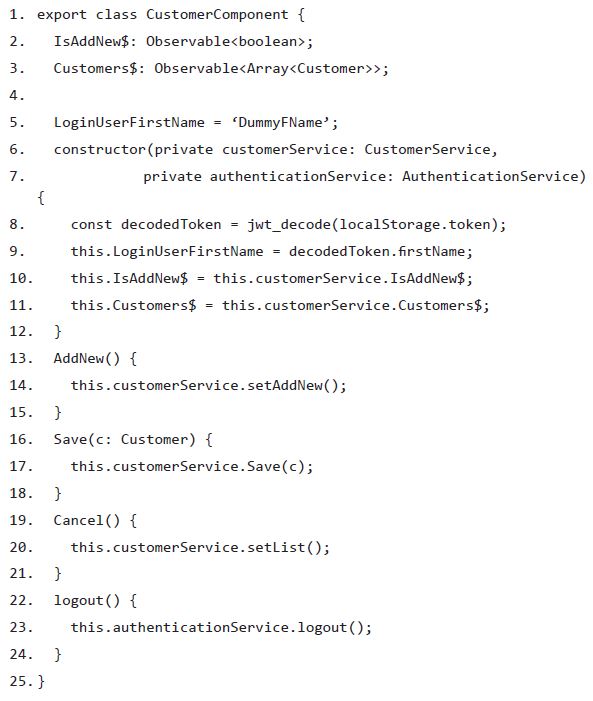 1. export class CustomerComponent {
2. IsAddNew$: Observable<boolean>;
3. Customers$: Observable<Array<Customer>>;
4.
5. LoginUserFirstName = ‘DummyFName’;
6. constructor(private customerService: CustomerService,
7. private authenticationService: AuthenticationService)
{
8. const decodedToken = jwt_decode(localStorage.token);
9. this.LoginUserFirstName = decodedToken.firstName;
10. this.IsAddNew$ = this.customerService.IsAddNew$;
11. this.Customers$ = this.customerService.Customers$;
12. }
13. AddNew() {
14. this.customerService.setAddNew();
15. }
16. Save(c: Customer) {
17. this.customerService.Save(c);
18. }
19. Cancel() {
20. this.customerService.setList();
21. }
22. logout() {
23. this.authenticationService.logout();
24. }
25. }